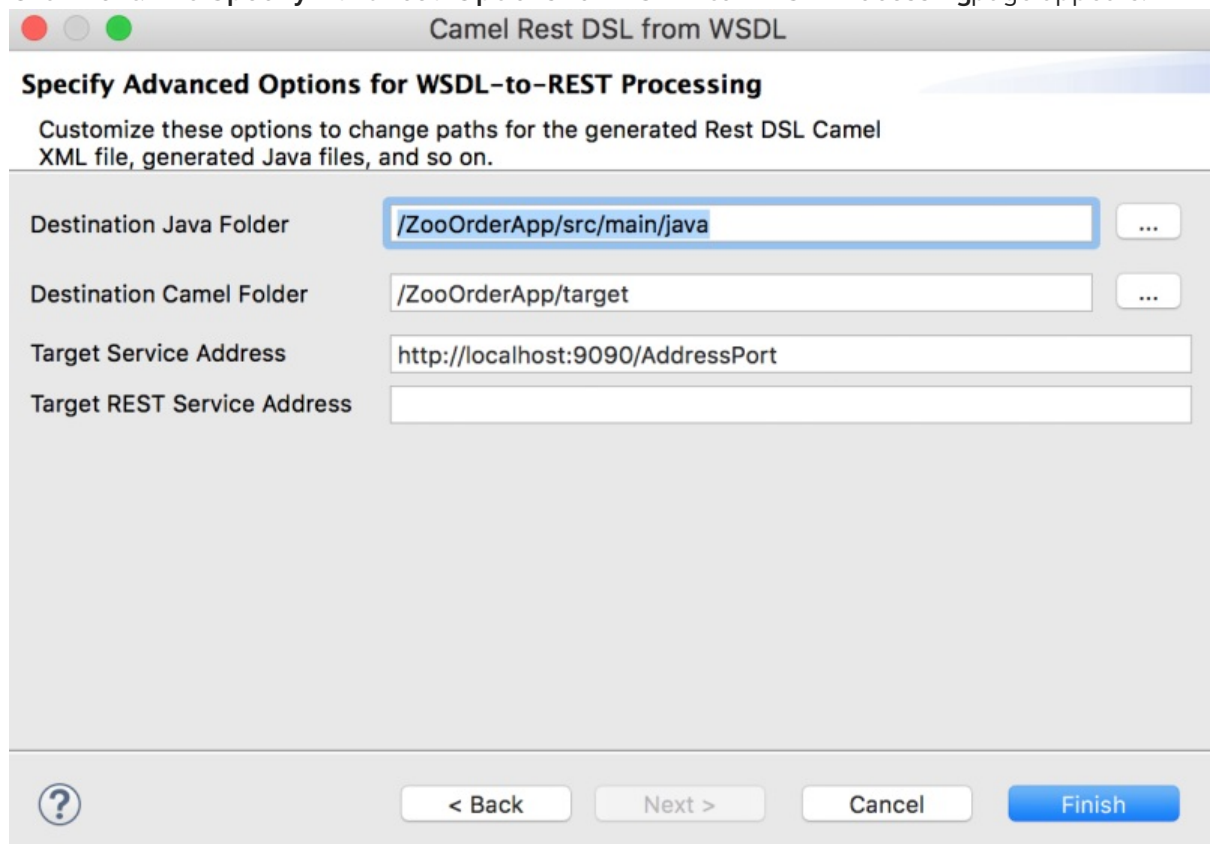 Camel Rest DSL from WSDL
Specify Advanced Options for WSDL-to-REST Processing
Customize these options to change paths for the generated Rest DSL Camel
XML file, generated Java files, and so on.
Destination Java Folder /ZooOrderApp/src/main/java ...
Destination Camel Folder /ZooOrderApp/target ...
Target Service Address http://localhost:9090/AddressPort
Target REST Service Address
? < Back Next > Cancel Finish